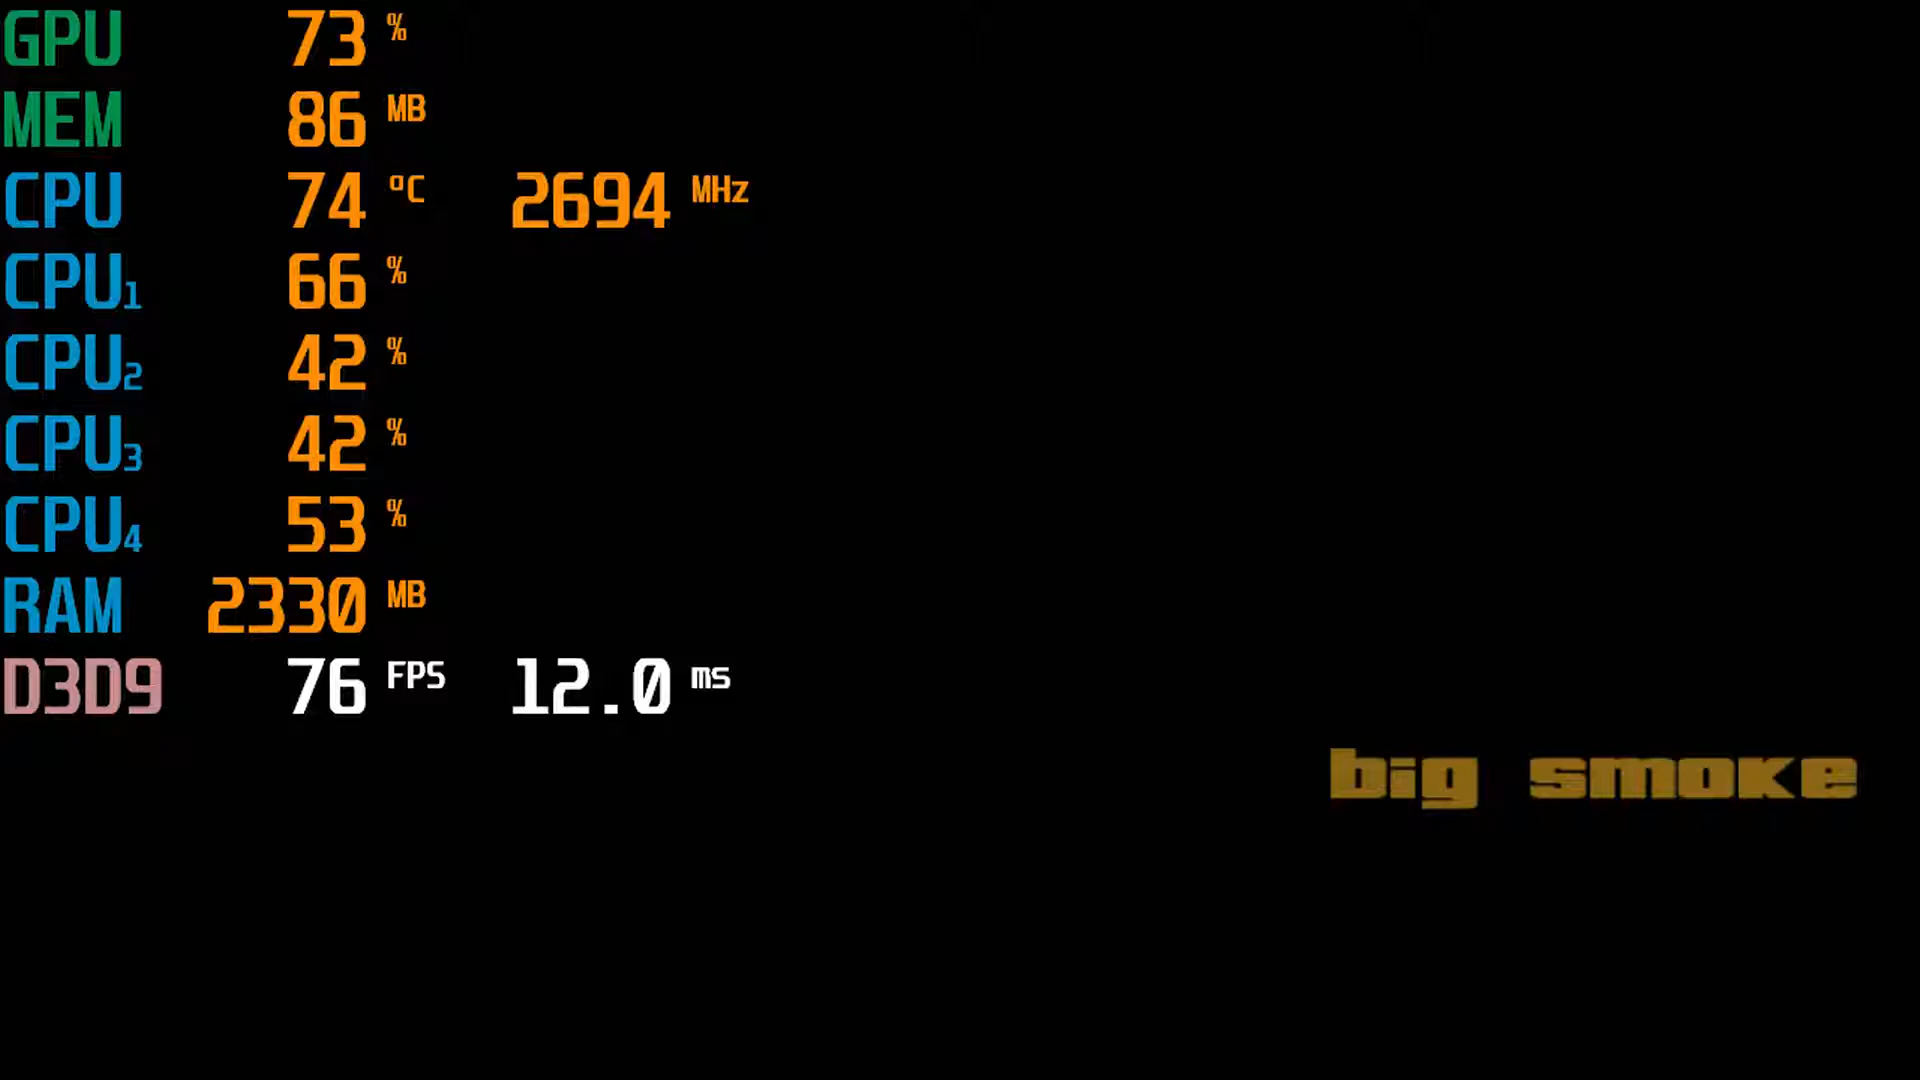 GPU 73 %
MEM 86 MB
CPU 74 °C 2694 MHz
CPU1 66 %
CPU2 42 %
CPU3 42 %
CPU4 53 %
RAM 2330 MB
D3D9 76 FPS 12.0 ms
big smoke